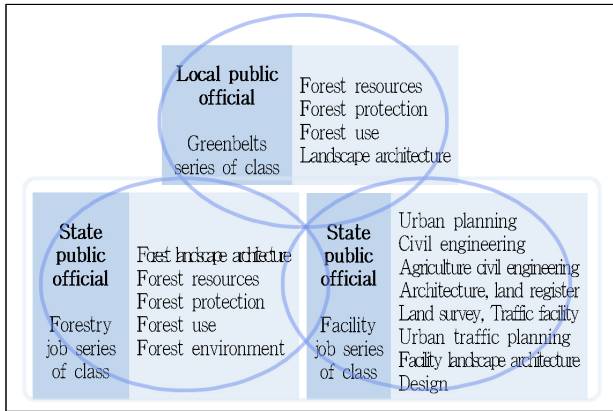 Local public
official
Greenbelts
series of class
Forest resources
Forest protection
Forest use
Landscape architecture
State
public
official
Forestry
job series
of class
Forest landscape architecture
Forest resources
Forest protection
Forest use
Forest environment
State
public
official
Facility
job series
of class
Urban planning
Civil engineering
Agriculture civil engineering
Architecture, land register
Land survey, Traffic facility
Urban traffic planning
Facility landscape architecture
Design